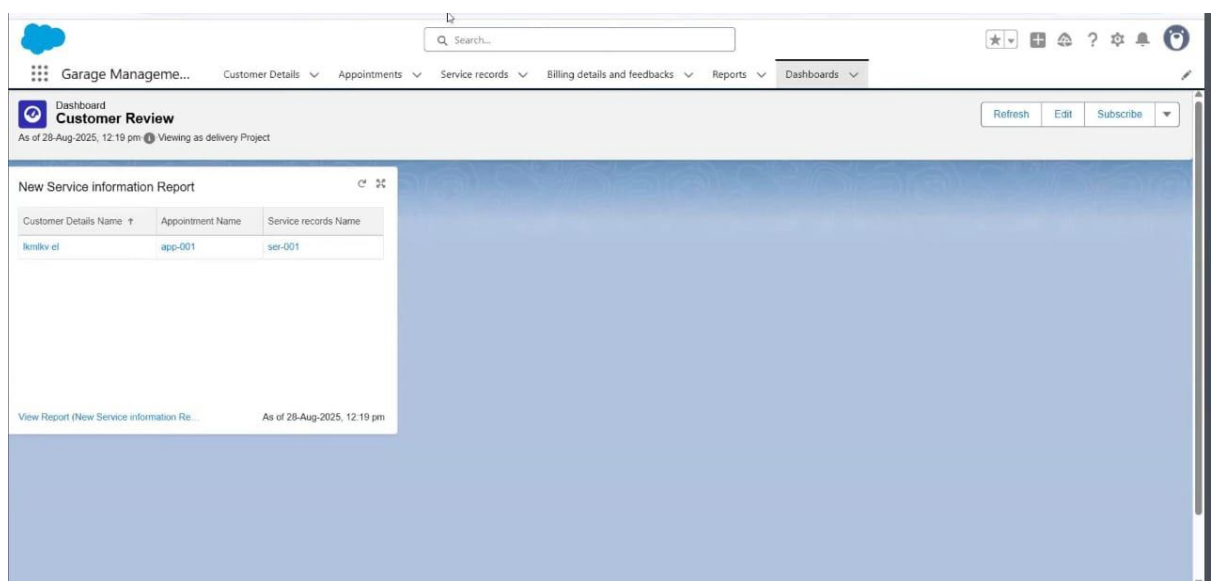 Search...
Garage Manageme... Customer Details Appointments Service records Billing details and feedbacks Reports Dashboards
Dashboard
Customer Review
As of 28-Aug-2025, 12:19 pm Viewing as delivery Project
Refresh Edit Subscribe
New Service information Report
Customer Details Name ↑ Appointment Name Service records Name
app-001 ser-001
View Report (New Service information Re... As of 28-Aug-2025, 12:19 pm